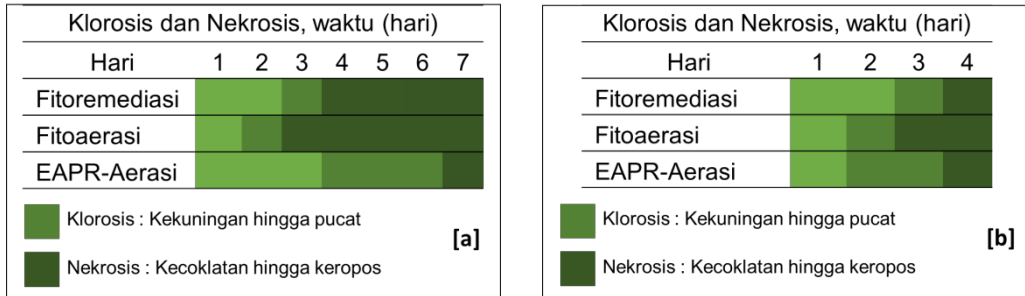 Klorosis dan Nekrosis, waktu (hari)
Hari 1 2 3 4 5 6 7
Fitoremediasi
Fitoaerasi
EAPR-Aerasi
Klorosis : Kekuningan hingga pucat
Nekrosis : Kecoklatan hingga keropos
[a]
Klorosis dan Nekrosis, waktu (hari)
Hari 1 2 3 4
Fitoremediasi
Fitoaerasi
EAPR-Aerasi
Klorosis : Kekuningan hingga pucat
Nekrosis : Kecoklatan hingga keropos
[b]